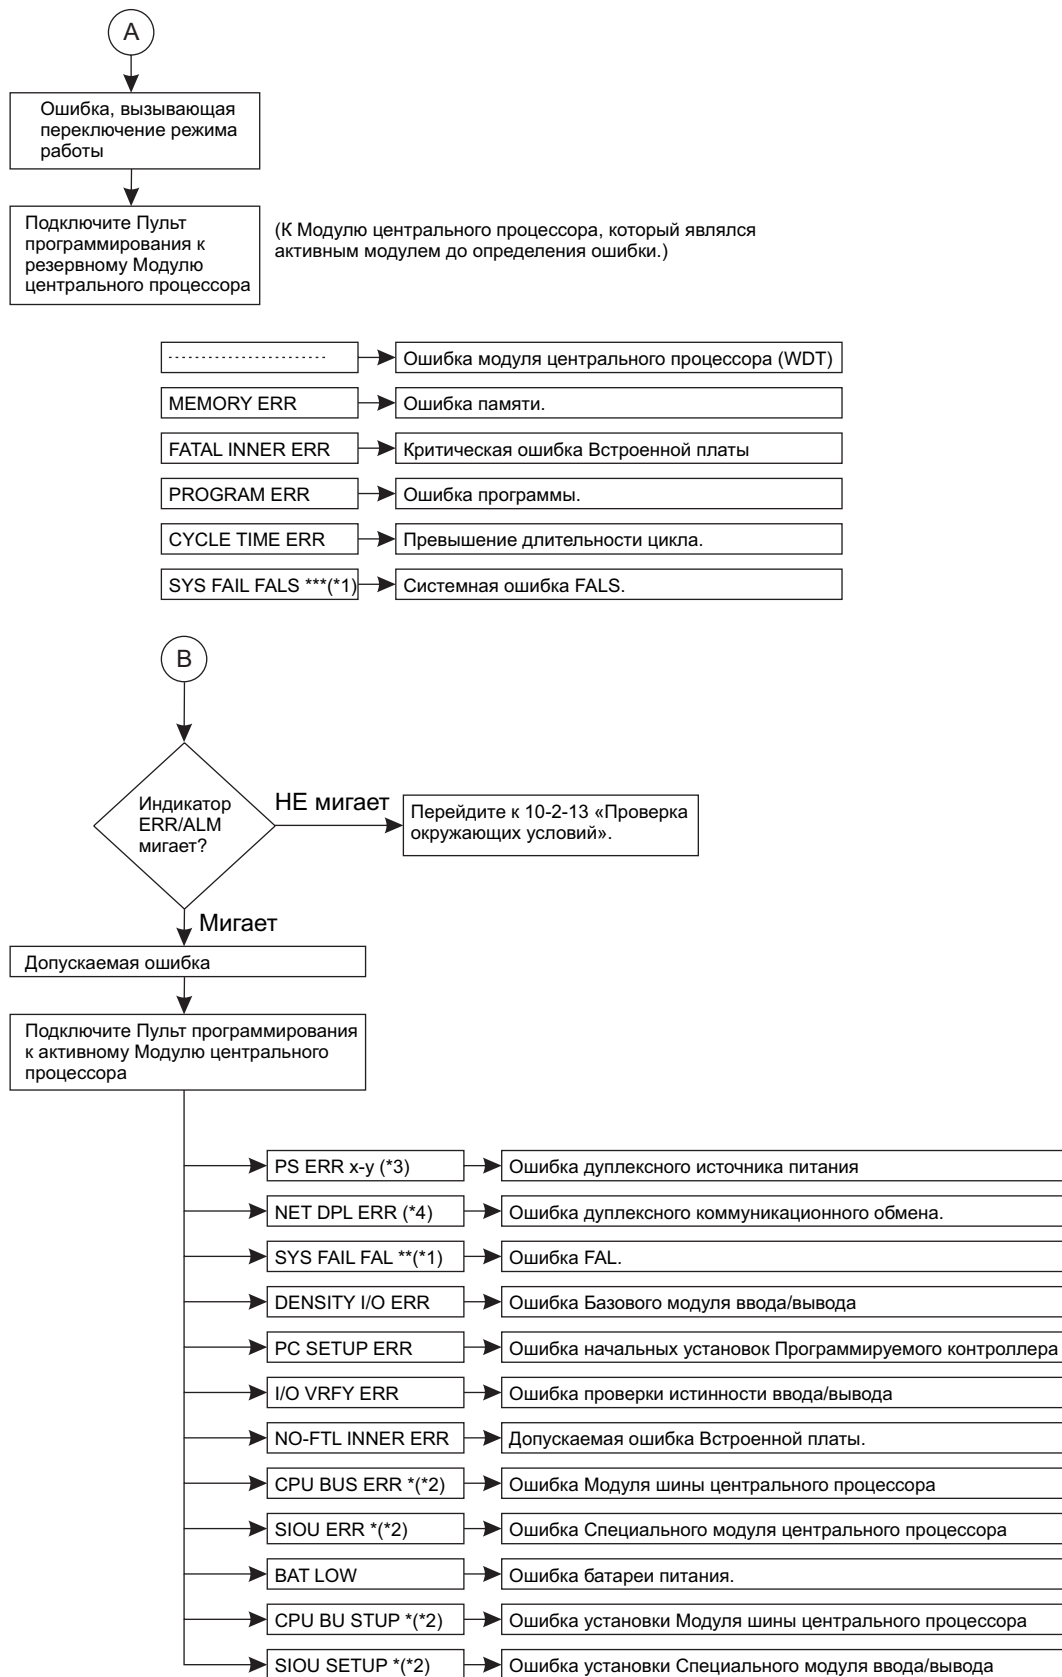 A
Ошибка, вызывающая
переключение режима
работы
Подключите Пульт
программирования к
резервному Модулю
центрального процессора
(К Модулю центрального процессора, который являлся
активным модулем до определения ошибки.)
Ошибка модуля центрального процессора (WDT)
MEMORY ERR
Ошибка памяти.
FATAL INNER ERR
Критическая ошибка Встроенной платы
PROGRAM ERR
Ошибка программы.
CYCLE TIME ERR
Превышение длительности цикла.
SYS FAIL FALS ***(*1)
Системная ошибка FALS.
B
Индикатор
ERR/ALM
мигает?
НЕ мигает
Перейдите к 10-2-13 «Проверка
окружающих условий».
Мигает
Допускаемая ошибка
Подключите Пульт программирования
к активному Модулю центрального
процессора
PS ERR x-y (*3)
Ошибка дуплексного источника питания
NET DPL ERR (*4)
Ошибка дуплексного коммуникационного обмена.
SYS FAIL FAL **(*1)
Ошибка FAL.
DENSITY I/O ERR
Ошибка Базового модуля ввода/вывода
PC SETUP ERR
Ошибка начальных установок Программируемого контроллера
I/O VRFY ERR
Ошибка проверки истинности ввода/вывода
NO-FTL INNER ERR
Допускаемая ошибка Встроенной платы.
CPU BUS ERR *(*2)
Ошибка Модуля шины центрального процессора
SIOU ERR *(*2)
Ошибка Специального модуля центрального процессора
BAT LOW
Ошибка батареи питания.
CPU BU STUP *(*2)
Ошибка установки Модуля шины центрального процессора
SIOU SETUP *(*2)
Ошибка установки Специального модуля ввода/вывода